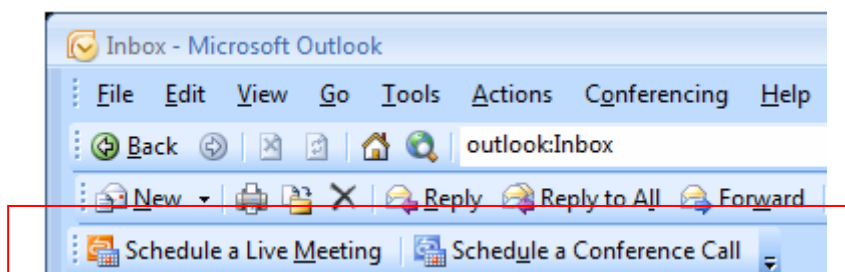 Inbox - Microsoft Outlook
File Edit View Go Tools Actions Conferencing Help
Back outlook:Inbox
New Reply Reply to All Forward
Schedule a Live Meeting Schedule a Conference Call